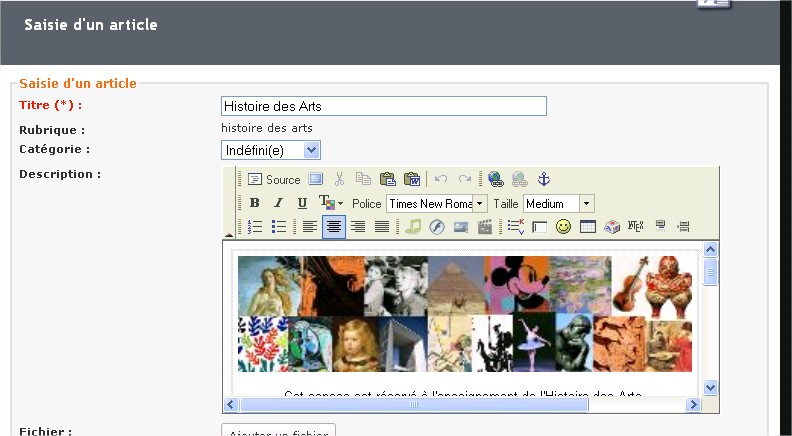 Saisie d'un article
Saisie d'un article
Titre (*) : Histoire des Arts
Rubrique : histoire des arts
Catégorie : Indéfini(e)
Description :
Source
B I U Police Times New Roma Taille Medium
Cet espace est réservé à l'enseignement de l'Histoire des Arts
Fichier : Ajouter un fichier